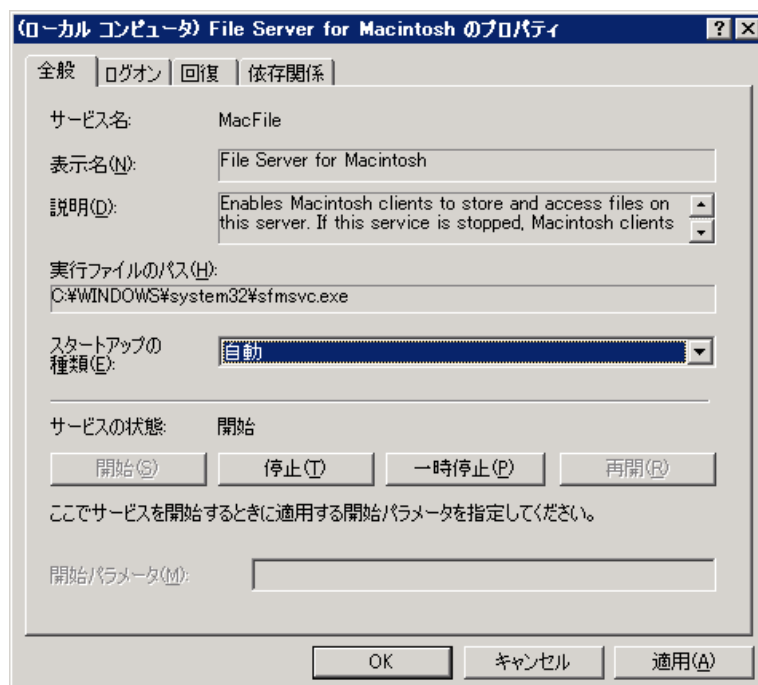 (ローカル コンピュータ) File Server for Macintosh のプロパティ
全般 ログオン 回復 依存関係
サービス名: MacFile
表示名(N): File Server for Macintosh
説明(D): Enables Macintosh clients to store and access files on
this server. If this service is stopped, Macintosh clients
実行ファイルのパス(H):
C:¥WINDOWS¥system32¥sfmsvc.exe
スタートアップの
種類(E): 自動
サービスの状態: 開始
開始(S) 停止(T) 一時停止(P) 再開(R)
ここでサービスを開始するときに適用する開始パラメータを指定してください。
開始パラメータ(M):
OK キャンセル 適用(A)